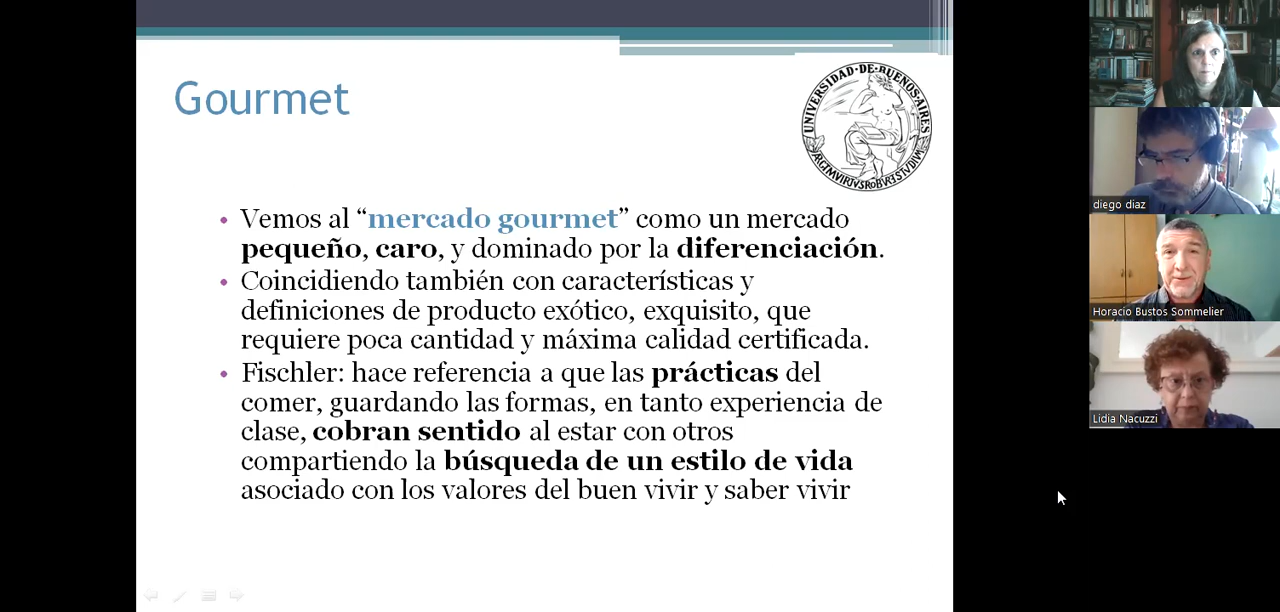 Gourmet
UNIVERSIDAD·DE·BUENOS·AIRES
• Vemos al “mercado gourmet” como un mercado
pequeño, caro, y dominado por la diferenciación.
• Coincidiendo también con características y
definiciones de producto exótico, exquisito, que
requiere poca cantidad y máxima calidad certificada.
• Fischler: hace referencia a que las prácticas del
comer, guardando las formas, en tanto experiencia de
clase, cobran sentido al estar con otros
compartiendo la búsqueda de un estilo de vida
asociado con los valores del buen vivir y saber vivir
diego diaz
Horacio Bustos Sommelier
Lidia Nacuzzi